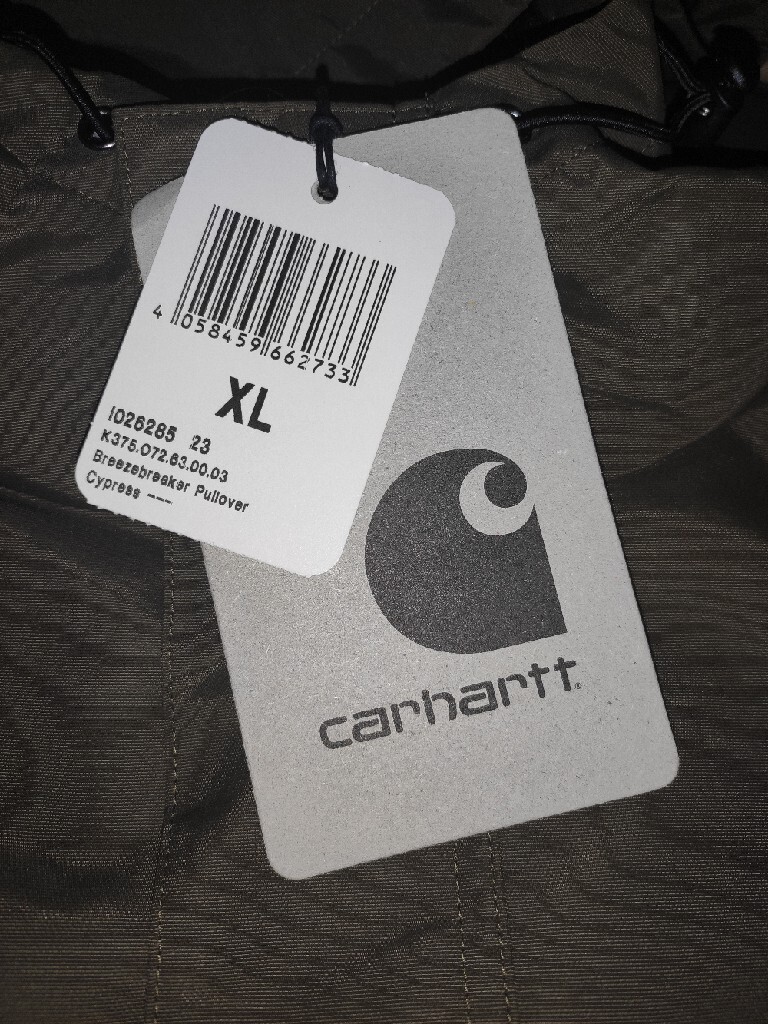 4 058459 662733
XL
I026285 23
K375.072.63.00.03
Breezebreaker Pullover
Cypress
carhartt®